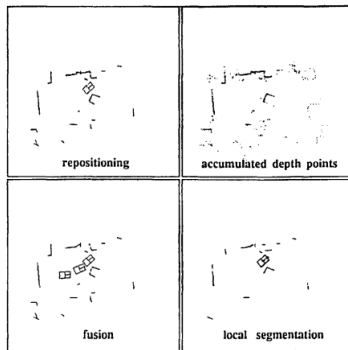 repositioning
accumulated depth points
fusion
local segmentation